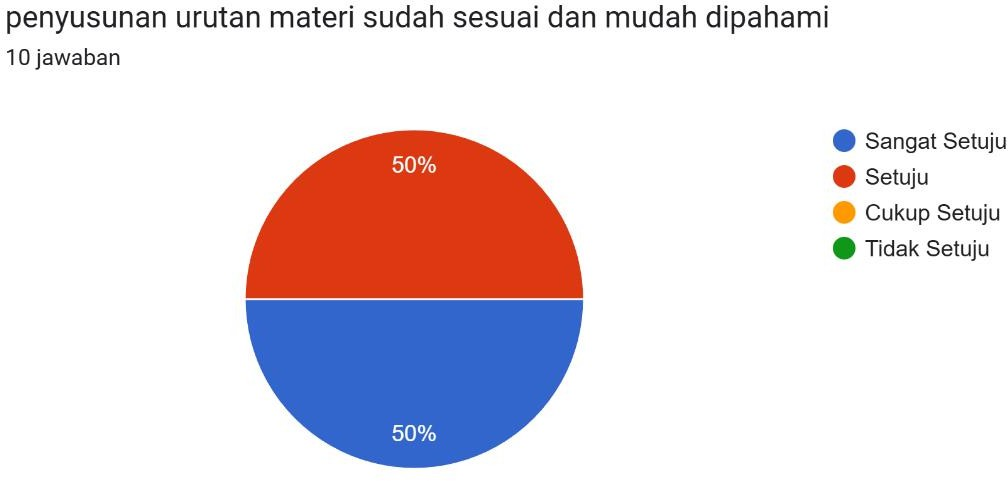 penyusunan urutan materi sudah sesuai dan mudah dipahami
10 jawaban
50%
50%
Sangat Setuju
Setuju
Cukup Setuju
Tidak Setuju